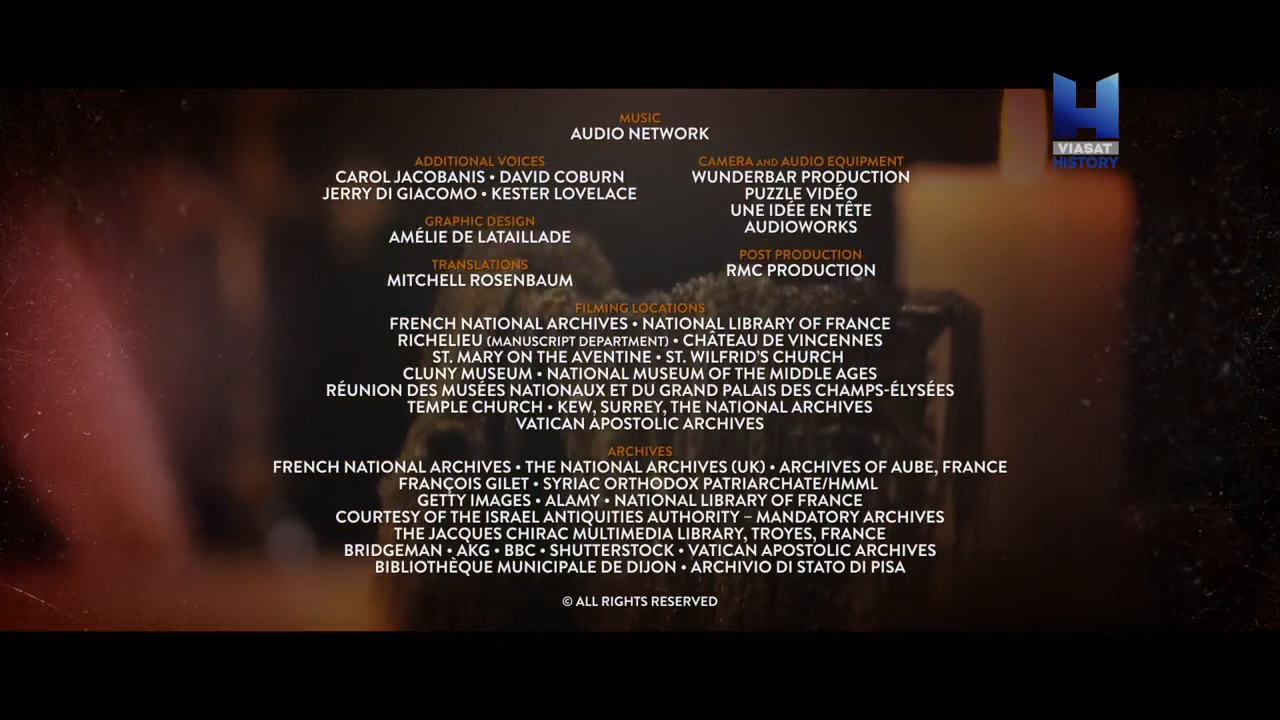 MUSIC
AUDIO NETWORK
ADDITIONAL VOICES
CAROL JACOBANIS • DAVID COBURN
JERRY DI GIACOMO • KESTER LOVELACE
GRAPHIC DESIGN
AMÉLIE DE LATAILLADE
TRANSLATIONS
MITCHELL ROSENBAUM
CAMERA AND AUDIO EQUIPMENT
WUNDERBAR PRODUCTION
PUZZLE VIDÉO
UNE IDÉE EN TÊTE
AUDIOWORKS
POST PRODUCTION
RMC PRODUCTION
FILMING LOCATIONS
FRENCH NATIONAL ARCHIVES • NATIONAL LIBRARY OF FRANCE
RICHELIEU (MANUSCRIPT DEPARTMENT) • CHÂTEAU DE VINCENNES
ST. MARY ON THE AVENTINE • ST. WILFRID'S CHURCH
CLUNY MUSEUM • NATIONAL MUSEUM OF THE MIDDLE AGES
RÉUNION DES MUSÉES NATIONAUX ET DU GRAND PALAIS DES CHAMPS-ÉLYSÉES
TEMPLE CHURCH • KEW, SURREY, THE NATIONAL ARCHIVES
VATICAN APOSTOLIC ARCHIVES
ARCHIVES
FRENCH NATIONAL ARCHIVES • THE NATIONAL ARCHIVES (UK) • ARCHIVES OF AUBE, FRANCE
FRANÇOIS GILET • SYRIAC ORTHODOX PATRIARCHATE/HMML
GETTY IMAGES • ALAMY • NATIONAL LIBRARY OF FRANCE
COURTESY OF THE ISRAEL ANTIQUITIES AUTHORITY – MANDATORY ARCHIVES
THE JACQUES CHIRAC MULTIMEDIA LIBRARY, TROYES, FRANCE
BRIDGEMAN • AKG • BBC • SHUTTERSTOCK • VATICAN APOSTOLIC ARCHIVES
BIBLIOTHÈQUE MUNICIPALE DE DIJON • ARCHIVIO DI STATO DI PISA
© ALL RIGHTS RESERVED
H
VIASAT
HISTORY